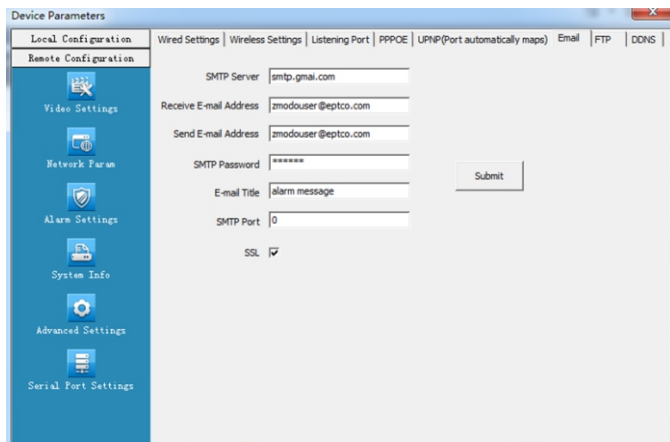 Device Parameters
Local Configuration
Remote Configuration
Video Settings
Network Param
Alarm Settings
System Info
Advanced Settings
Serial Port Settings
Wired Settings Wireless Settings Listening Port PPPOE UPNP(Port automatically maps) Email FTP DDNS
SMTP Server smtp.gmai.com
Receive E-mail Address zmodouser@eptco.com
Send E-mail Address zmodouser@eptco.com
SMTP Password ******
E-mail Title alarm message
SMTP Port 0
SSL
Submit